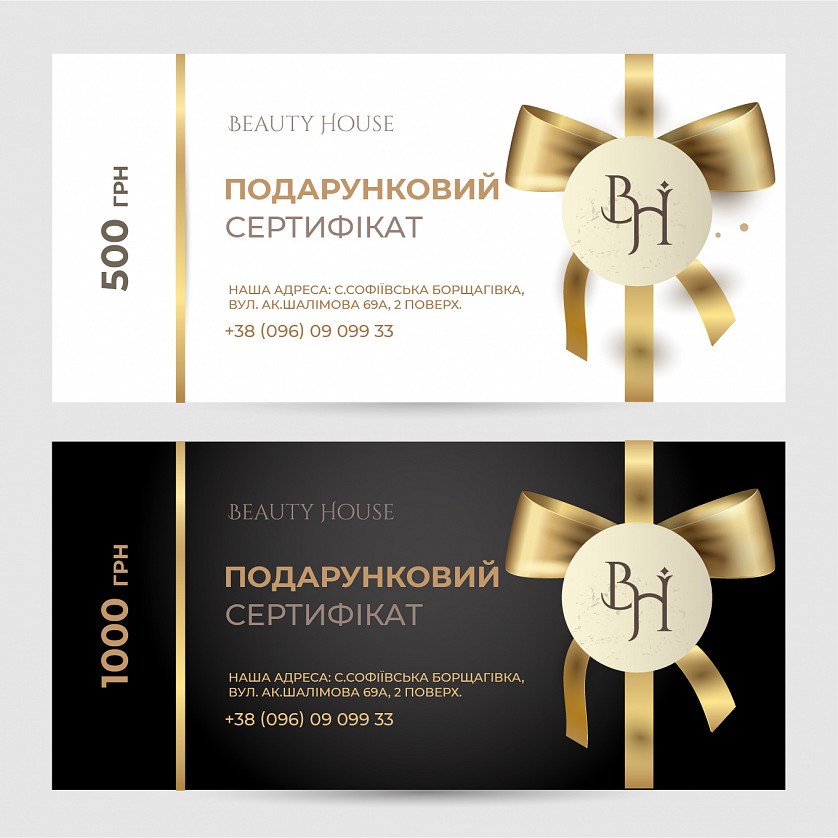 500 ГРН
BEAUTY HOUSE
ПОДАРУНКОВИЙ
СЕРТИФІКАТ
НАША АДРЕСА: С.СОФІЇВСЬКА БОРЩАГІВКА,
ВУЛ. АК.ШАЛІМОВА 69А, 2 ПОВЕРХ.
+38 (096) 09 099 33
BH
1000 ГРН
BEAUTY HOUSE
ПОДАРУНКОВИЙ
СЕРТИФІКАТ
НАША АДРЕСА: С.СОФІЇВСЬКА БОРЩАГІВКА,
ВУЛ. АК.ШАЛІМОВА 69А, 2 ПОВЕРХ.
+38 (096) 09 099 33
BH